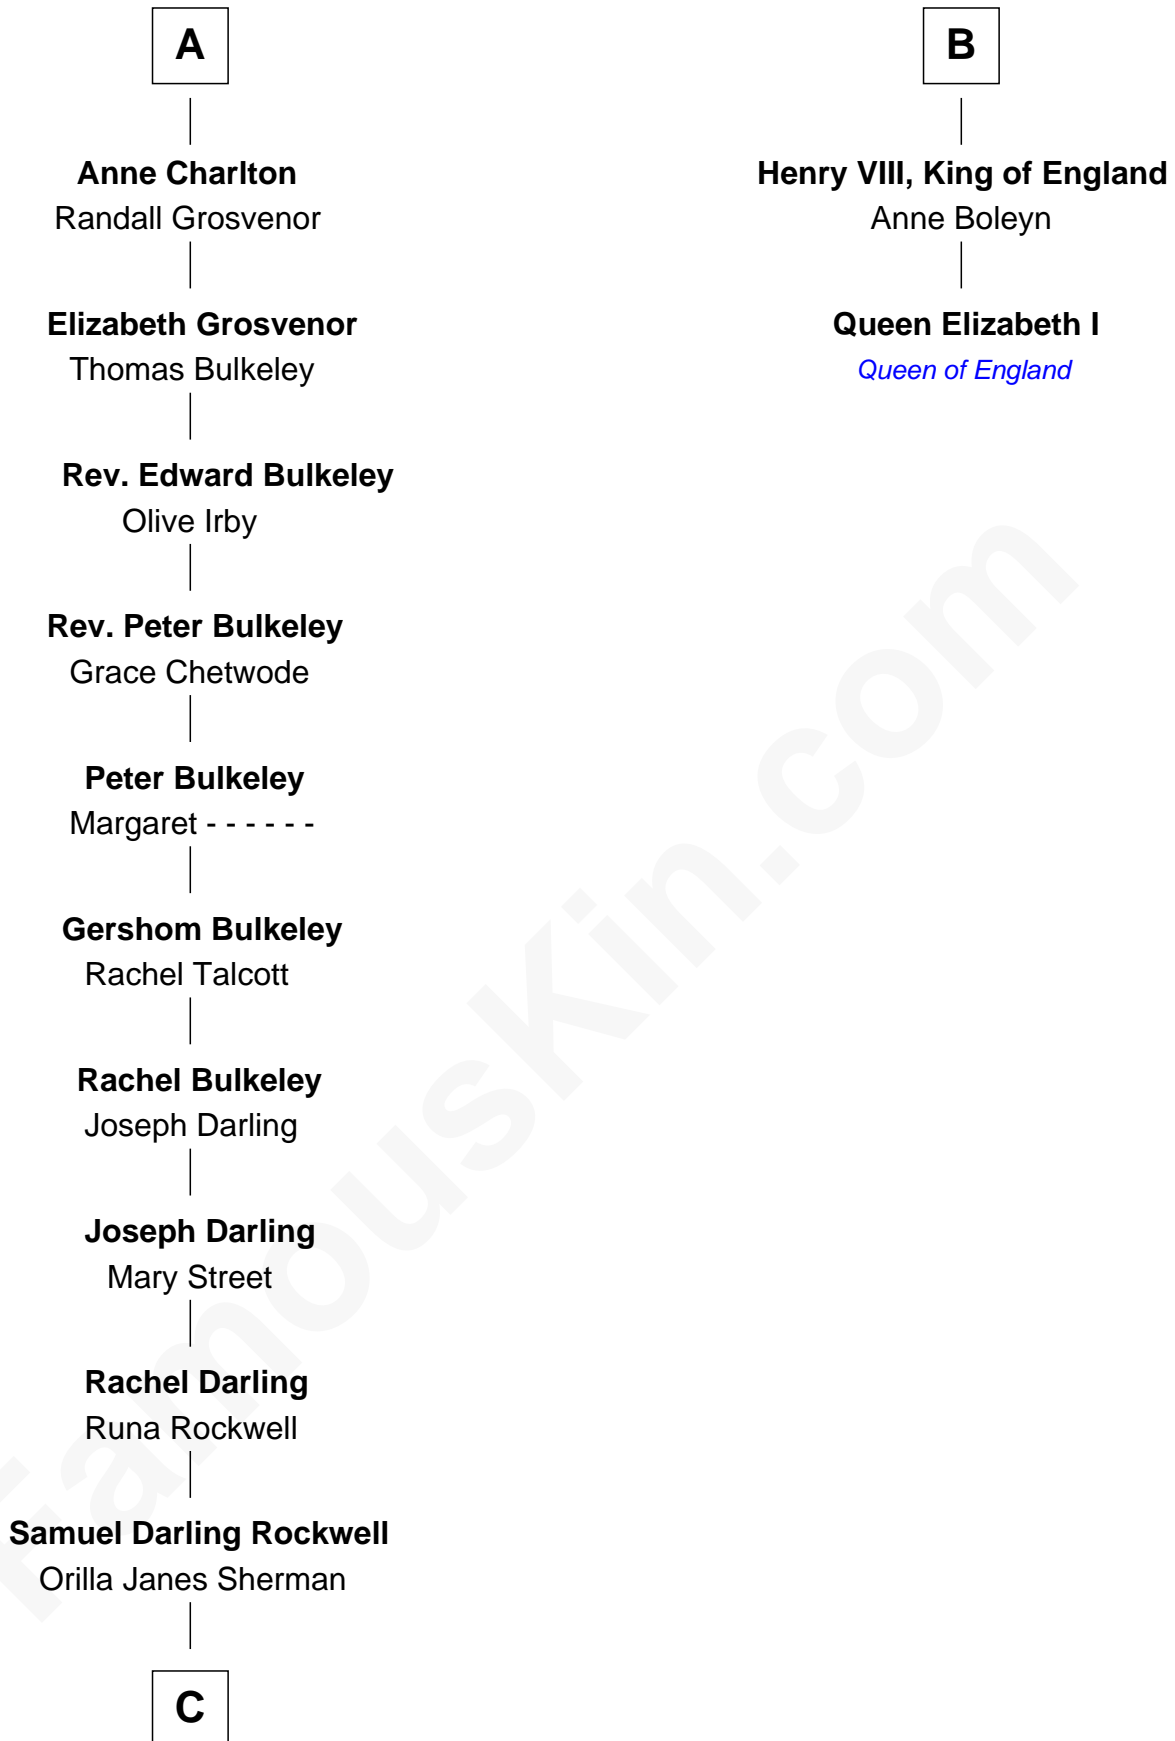 A
Anne Charlton
Randall Grosvenor
Elizabeth Grosvenor
Thomas Bulkeley
Rev. Edward Bulkeley
Olive Irby
Rev. Peter Bulkeley
Grace Chetwode
Peter Bulkeley
Margaret - - - - - -
Gershom Bulkeley
Rachel Talcott
Rachel Bulkeley
Joseph Darling
Joseph Darling
Mary Street
Rachel Darling
Runa Rockwell
Samuel Darling Rockwell
Orilla Janes Sherman
C
B
Henry VIII, King of England
Anne Boleyn
Queen Elizabeth I
Queen of England
FamousKin.com